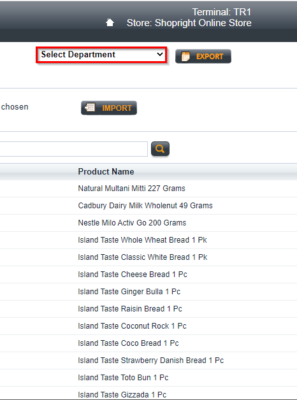 Terminal: TR1
Store: Shopright Online Store
Select Department
EXPORT
chosen
IMPORT
Product Name
Natural Multani Mitti 227 Grams
Cadbury Dairy Milk Wholenut 49 Grams
Nestle Milo Activ Go 200 Grams
Island Taste Whole Wheat Bread 1 Pk
Island Taste Classic White Bread 1 Pk
Island Taste Cheese Bread 1 Pc
Island Taste Ginger Bulla 1 Pc
Island Taste Raisin Bread 1 Pc
Island Taste Coconut Rock 1 Pc
Island Taste Coco Bread 1 Pc
Island Taste Strawberry Danish Bread 1 Pc
Island Taste Toto Bun 1 Pc
Island Taste Gizzada 1 Pc